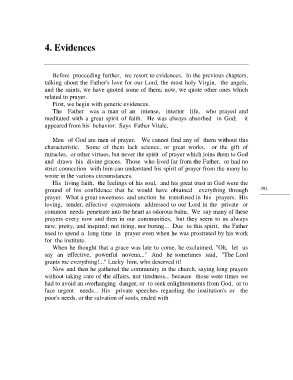 4. Evidences
Before proceeding further, we resort to evidences. In the previous chapters,
talking about the Father's love for our Lord, the most holy Virgin, the angels,
and the saints, we have quoted some of them; now, we quote other ones which
related to prayer.
First, we begin with generic evidences.
The Father was a man of an intense, interior life, who prayed and
meditated with a great spirit of faith. He was always absorbed in God; it
appeared from his behavior. Says Father Vitale,
Men of God are men of prayer. We cannot find any of them without this
characteristic. Some of them lack science, or great works, or the gift of
miracles, or other virtues, but never the spirit of prayer which joins them to God
and draws his divine graces. Those who lived far from the Father, or had no
strict connection with him can understand his spirit of prayer from the many he
wrote in the various circumstances.
His living faith, the feelings of his soul, and his great trust in God were the
ground of his confidence that he would have obtained everything through
prayer. What a great sweetness and unction he transfused in his prayers. His
loving, tender, effective expressions addressed to our Lord in the private or
common needs penetrate into the heart as odorous balm. We say many of these
prayers every now and then in our communities, but they seem to us always
new, pretty, and inspired; not tiring, nor boring... Due to this spirit, the Father
used to spend a long time in prayer even when he was prostrated by his work
for the institute.
When he thought that a grace was late to come, he exclaimed, "Oh, let us
say an effective, powerful novena..." And he sometimes said, "The Lord
grants me everything!..." Lucky him, who deserved it!
Now and then he gathered the community in the church, saying long prayers
without taking care of the affairs, nor tiredness... because those were times we
had to avoid an overhanging danger, or to seek enlightenments from God, or to
face urgent needs... His private speeches regarding the institution's or the
poor's needs, or the salvation of souls, ended with